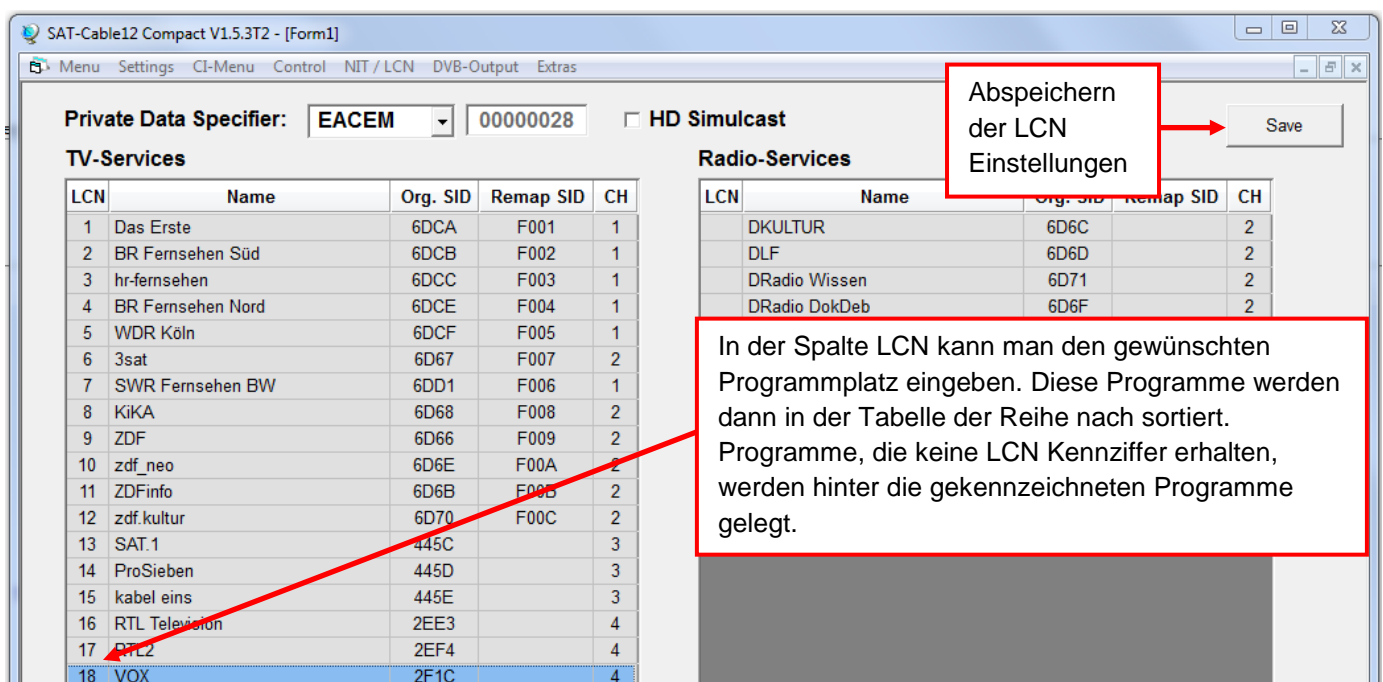 SAT-Cable12 Compact V1.5.3T2 - [Form1]
Menu Settings CI-Menu Control NIT / LCN DVB-Output Extras
Private Data Specifier: EACEM 00000028 HD Simulcast
Abspeichern
der LCN
Einstellungen
Save
TV-Services
LCN Name Org. SID Remap SID CH
1 Das Erste 6DCA F001 1
2 BR Fernsehen Süd 6DCB F002 1
3 hr-fernsehen 6DCC F003 1
4 BR Fernsehen Nord 6DCE F004 1
5 WDR Köln 6DCF F005 1
6 3sat 6D67 F007 2
7 SWR Fernsehen BW 6DD1 F006 1
8 KiKA 6D68 F008 2
9 ZDF 6D66 F009 2
10 zdf_neo 6D6E F00A 2
11 ZDFinfo 6D6B F00B 2
12 zdf.kultur 6D70 F00C 2
13 SAT.1 445C 3
14 ProSieben 445D 3
15 kabel eins 445E 3
16 RTL Television 2EE3 4
17 RTL2 2EF4 4
18 VOX 2F1C 4
Radio-Services
LCN Name Org. SID Remap SID CH
DKULTUR 6D6C 2
DLF 6D6D 2
DRadio Wissen 6D71 2
DRadio DokDeb 6D6F 2
In der Spalte LCN kann man den gewünschten
Programmplatz eingeben. Diese Programme werden
dann in der Tabelle der Reihe nach sortiert.
Programme, die keine LCN Kennziffer erhalten,
werden hinter die gekennzeichneten Programme
gelegt.